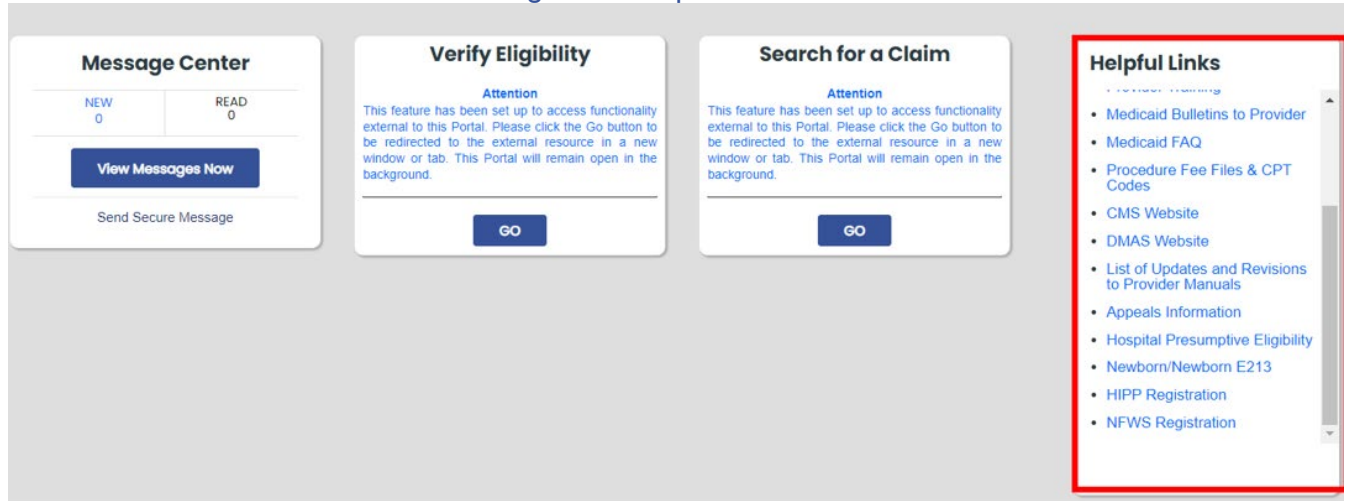 Message Center
NEW
0
READ
0
View Messages Now
Send Secure Message
Verify Eligibility
Attention
This feature has been set up to access functionality
external to this Portal. Please click the Go button to
be redirected to the external resource in a new
window or tab. This Portal will remain open in the
background.
GO
Search for a Claim
Attention
This feature has been set up to access functionality
external to this Portal. Please click the Go button to
be redirected to the external resource in a new
window or tab. This Portal will remain open in the
background.
GO
Helpful Links
Provider Training
• Medicaid Bulletins to Provider
• Medicaid FAQ
• Procedure Fee Files & CPT
Codes
• CMS Website
• DMAS Website
• List of Updates and Revisions
to Provider Manuals
• Appeals Information
• Hospital Presumptive Eligibility
• Newborn/Newborn E213
• HIPP Registration
• NFWS Registration